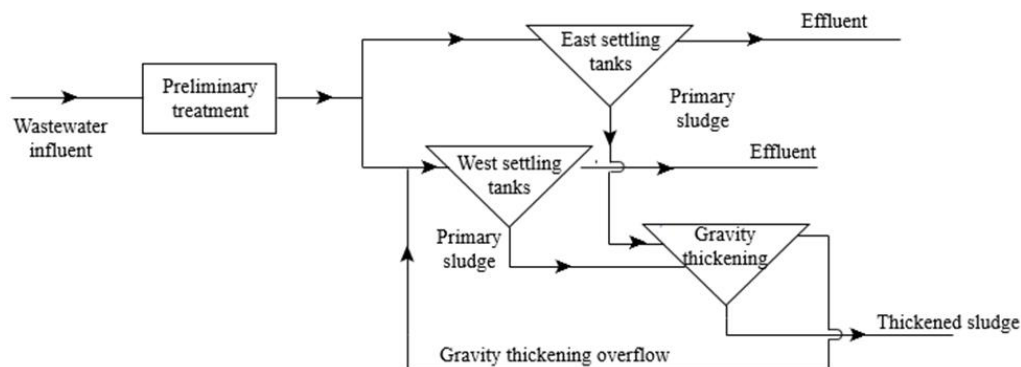 Effluent
East settling
tanks
Preliminary
treatment
Wastewater
influent
Primary
sludge
West settling
tanks
Effluent
Primary
sludge
Gravity
thickening
Thickened sludge
Gravity thickening overflow